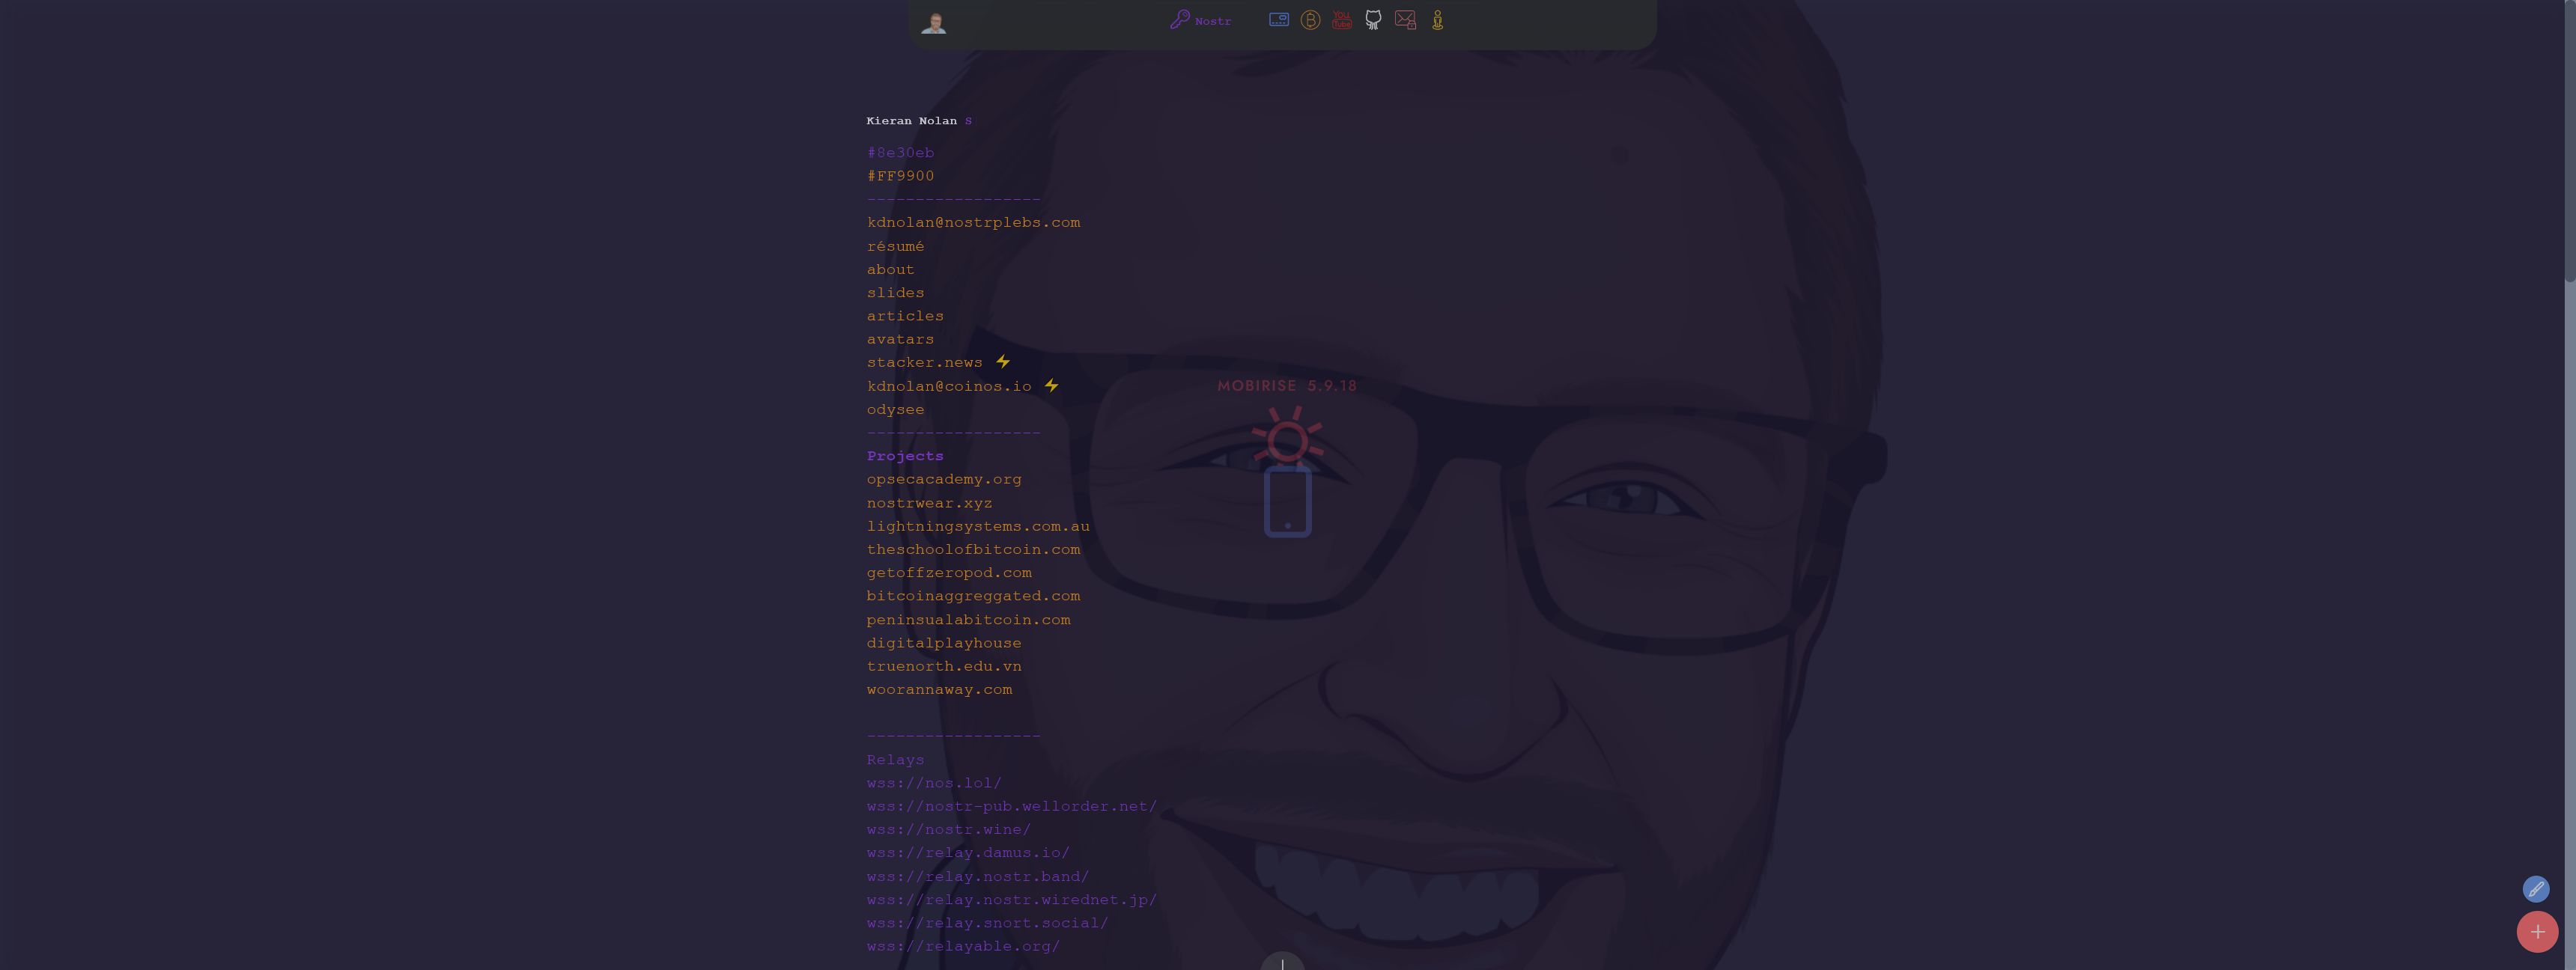 Nostr
Kieran Nolan S
#8e30eb
#FF9900
------------------
kdnolan@nostrplebs.com
résumé
about
slides
articles
avatars
stacker.news ⚡
kdnolan@coinos.io ⚡
odysee
------------------
MOBIRISE 5.9.18
Projects
opsecacademy.org
nostrwear.xyz
lightningsystems.com.au
theschoolofbitcoin.com
getoffzeropod.com
bitcoinaggreggated.com
peninsualabitcoin.com
digitalplayhouse
truenorth.edu.vn
woorannaway.com
------------------
Relays
wss://nos.lol/
wss://nostr-pub.wellorder.net/
wss://nostr.wine/
wss://relay.damus.io/
wss://relay.nostr.band/
wss://relay.nostr.wirednet.jp/
wss://relay.snort.social/
wss://relayable.org/